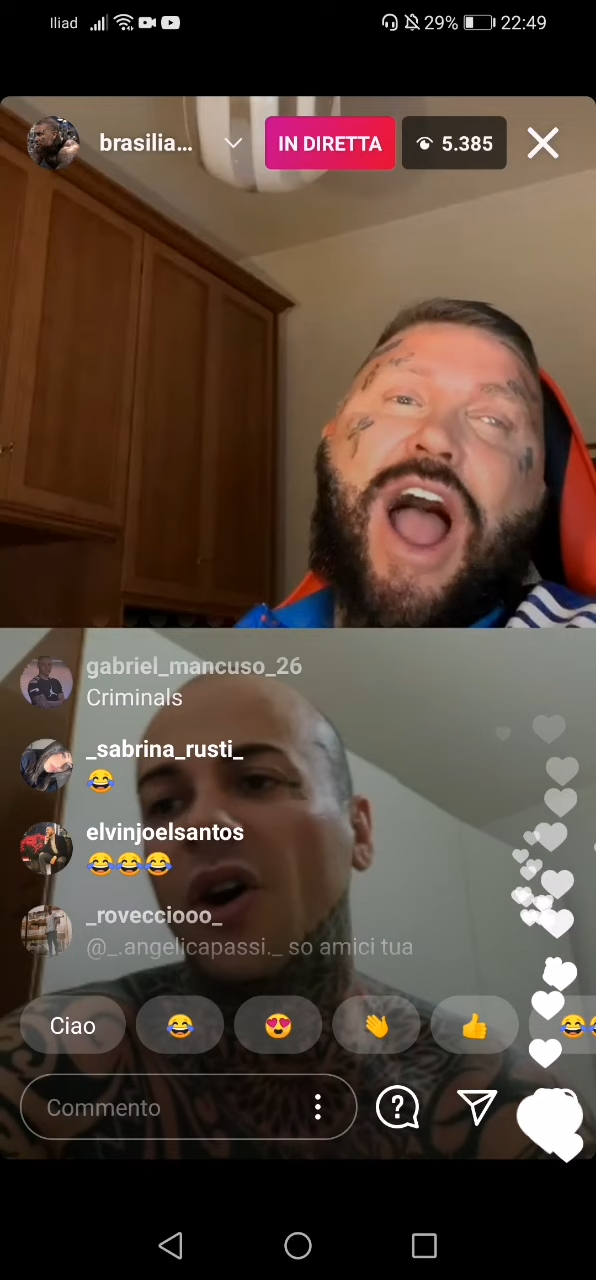 Iliad
29%
22:49
brasilia...
IN DIRETTA
5.385
gabriel_mancuso_26
Criminals
_sabrina_rusti_
😂
elvinjoelsantos
😂😂😂
_rovecciooo_
@_.angelicapassi._ so amici tua
Ciao
😂 😍 👋 👍 😂
Commento